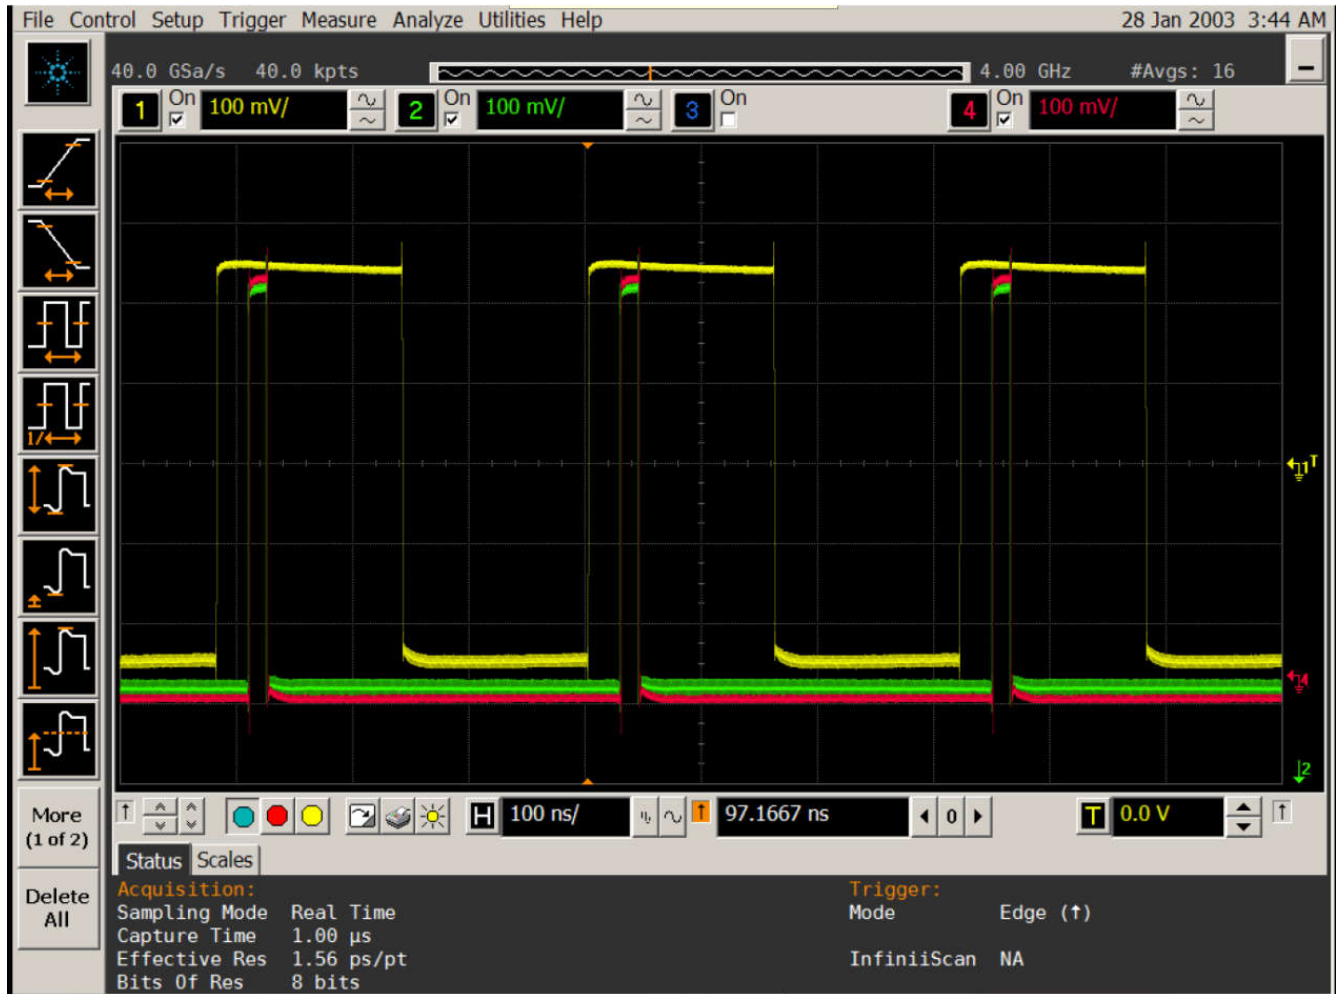 File Control Setup Trigger Measure Analyze Utilities Help 28 Jan 2003 3:44 AM
40.0 GSa/s 40.0 kpts 4.00 GHz #Avgs: 16
1 On 100 mV/ 2 On 100 mV/ 3 On 4 On 100 mV/
1/
1 T
4
2
H 100 ns/ 97.1667 ns 0 T 0.0 V
More
(1 of 2)
Delete
All
Status Scales
Acquisition: Trigger:
Sampling Mode Real Time Mode Edge (↑)
Capture Time 1.00 µs
Effective Res 1.56 ps/pt InfiniiScan NA
Bits Of Res 8 bits